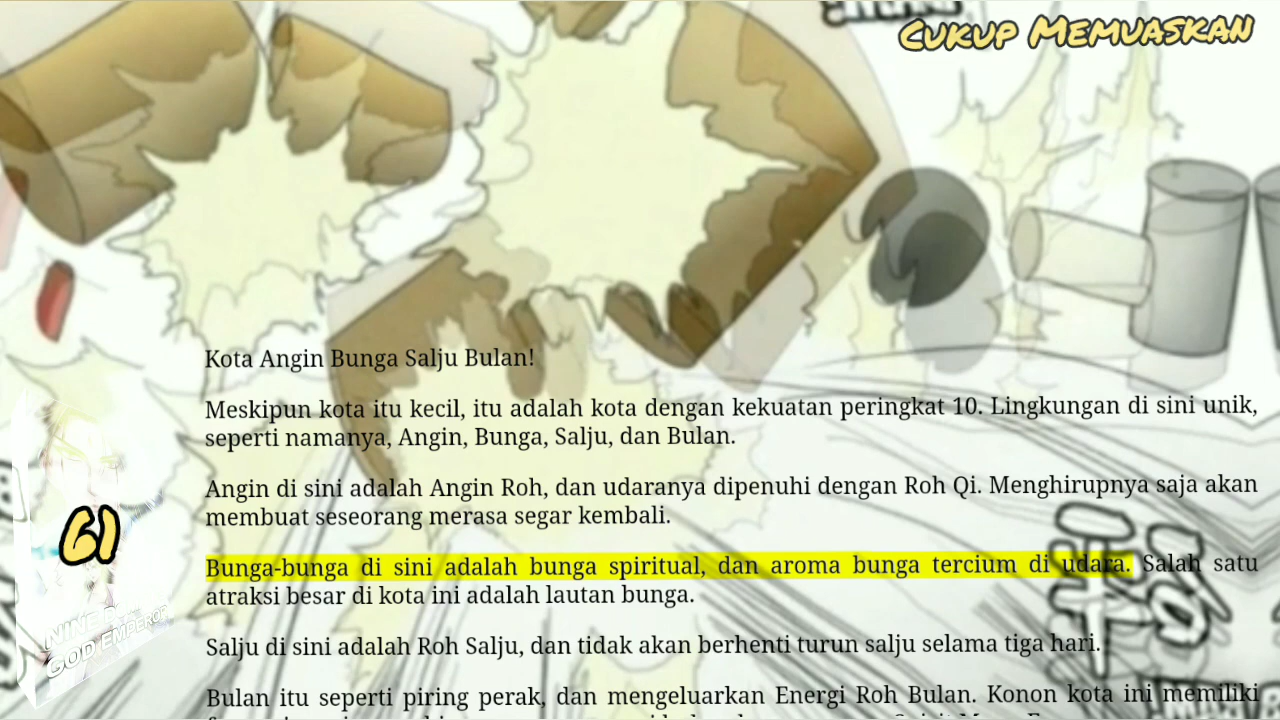 Cukup Memuaskan
Kota Angin Bunga Salju Bulan!
Meskipun kota itu kecil, itu adalah kota dengan kekuatan peringkat 10. Lingkungan di sini unik,
seperti namanya, Angin, Bunga, Salju, dan Bulan.
Angin di sini adalah Angin Roh, dan udaranya dipenuhi dengan Roh Qi. Menghirupnya saja akan
membuat seseorang merasa segar kembali.
Bunga-bunga di sini adalah bunga spiritual, dan aroma bunga tercium di udara. Salah satu
atraksi besar di kota ini adalah lautan bunga.
61
Salju di sini adalah Roh Salju, dan tidak akan berhenti turun salju selama tiga hari.
GOD EMPEROR
Bulan itu seperti piring perak, dan mengeluarkan Energi Roh Bulan. Konon kota ini memiliki